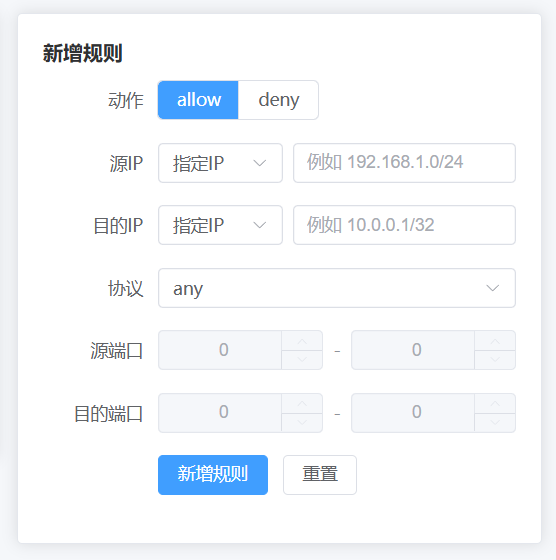 新增规则
动作 allow deny
源IP 指定IP 例如 192.168.1.0/24
目的IP 指定IP 例如 10.0.0.1/32
协议 any
源端口 0 - 0
目的端口 0 - 0
新增规则 重置